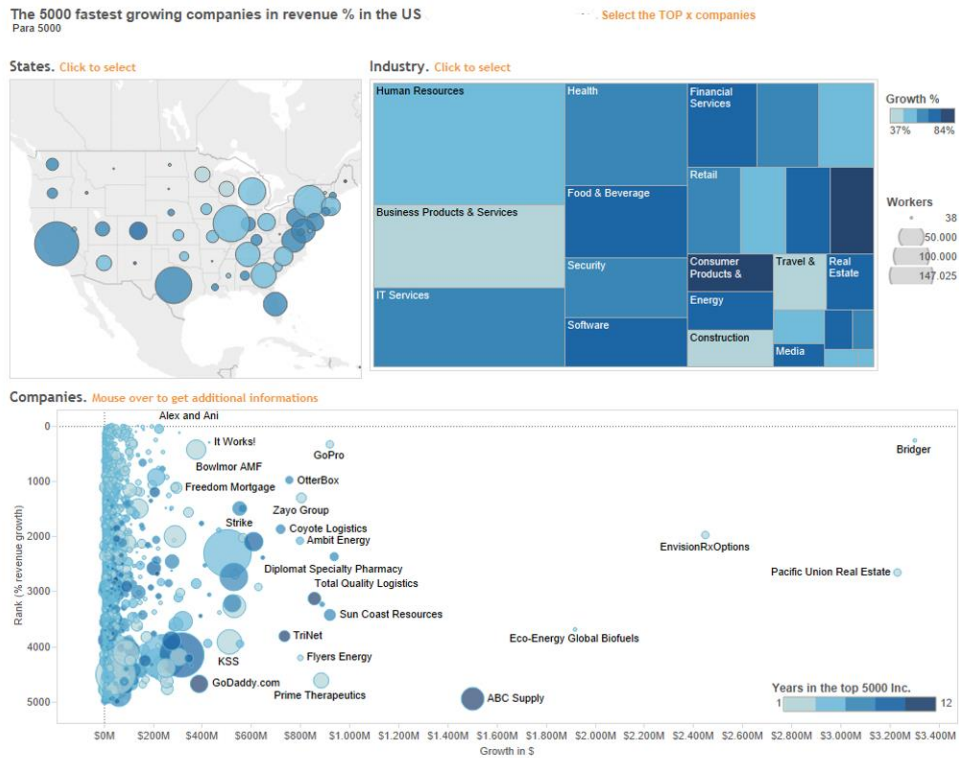 The 5000 fastest growing companies in revenue % in the US
Select the TOP x companies
Para 5000
States. Click to select
Industry. Click to select
Human Resources
Health
Financial
Services
Growth %
37% 84%
Retail
Food & Beverage
Business Products & Services
Workers
38
50.000
100.000
147.025
Security
Consumer
Products &
Travel &
Real
Estate
IT Services
Energy
Software
Construction
Media
Companies. Mouse over to get additional informations
Rank (% revenue growth)
0
1000
2000
3000
4000
5000
Alex and Ani
It Works!
GoPro
Bridger
Bowlmor AMF
OtterBox
Freedom Mortgage
Zayo Group
Strike
Coyote Logistics
Ambit Energy
EnvisionRxOptions
Diplomat Specialty Pharmacy
Pacific Union Real Estate
Total Quality Logistics
Sun Coast Resources
TriNet
Eco-Energy Global Biofuels
KSS
Flyers Energy
GoDaddy.com
Prime Therapeutics
ABC Supply
Years in the top 5000 Inc.
1 12
$0M $200M $400M $600M $800M $1.000M $1.200M $1.400M $1.600M $1.800M $2.000M $2.200M $2.400M $2.600M $2.800M $3.000M $3.200M $3.400M
Growth in $